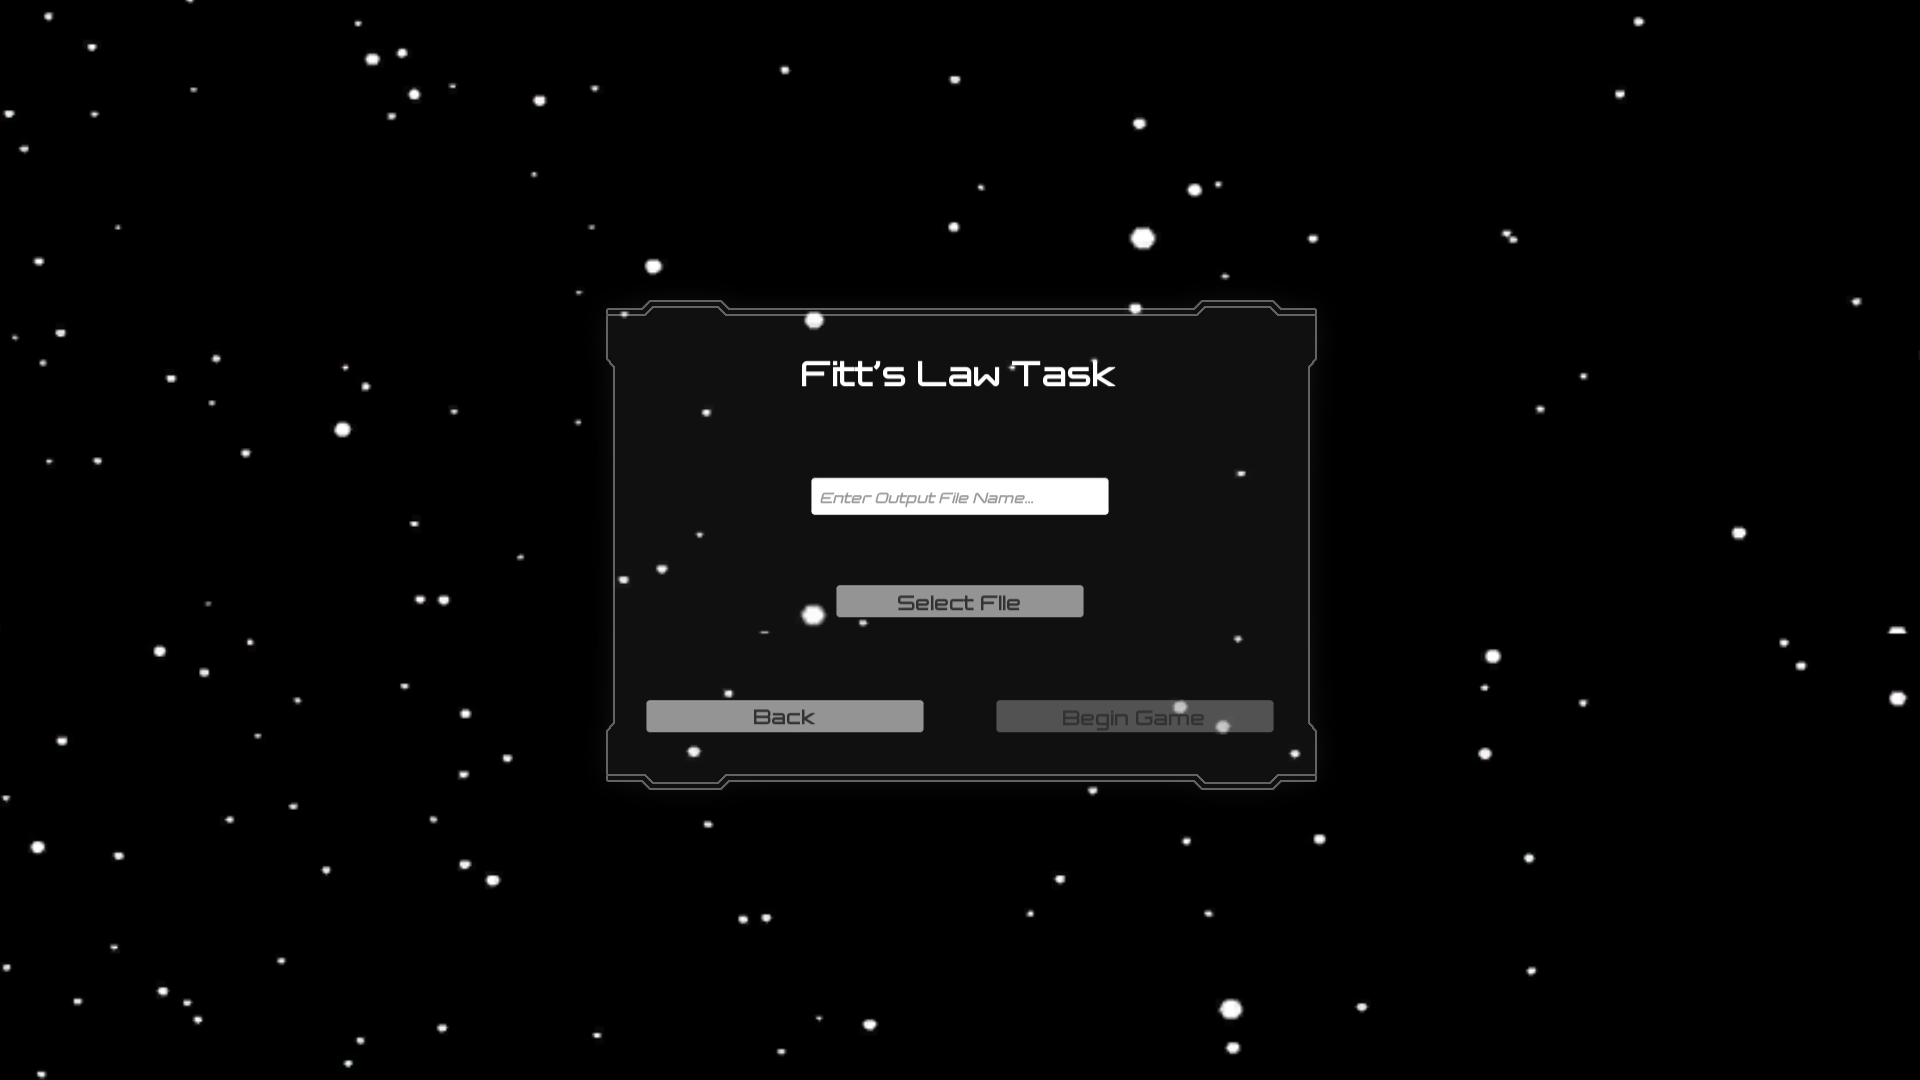 Fitt's Law Task
Enter Output File Name...
Select File
Back
Begin Game